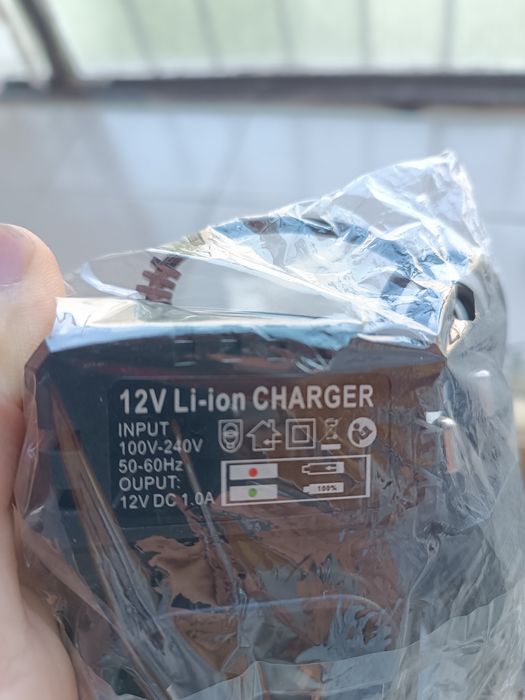 12V Li-ion CHARGER
INPUT
100V-240V
50-60Hz
OUPUT:
12V DC 1.0A
100%